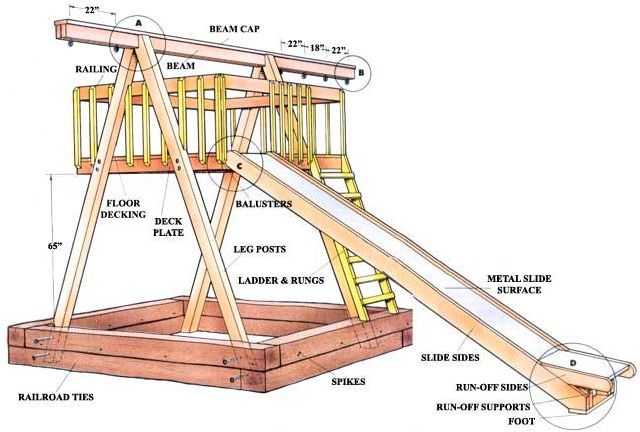 22”
A
BEAM CAP
22” 18” 22”
BEAM
B
RAILING
C
FLOOR
DECKING
DECK
PLATE
BALUSTERS
65”
LEG POSTS
LADDER & RUNGS
METAL SLIDE
SURFACE
SLIDE SIDES
D
RUN-OFF SIDES
SPIKES
RAILROAD TIES
RUN-OFF SUPPORTS
FOOT